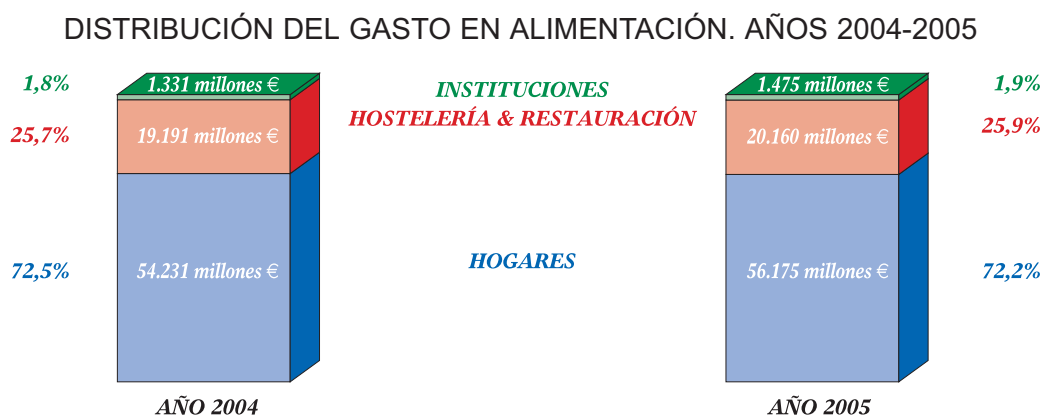 DISTRIBUCIÓN DEL GASTO EN ALIMENTACIÓN. AÑOS 2004-2005
1,8%
1.331 millones €
INSTITUCIONES
1.475 millones €
1,9%
25,7%
19.191 millones €
HOSTELERÍA & RESTAURACIÓN
20.160 millones €
25,9%
72,5%
54.231 millones €
HOGARES
56.175 millones €
72,2%
AÑO 2004
AÑO 2005